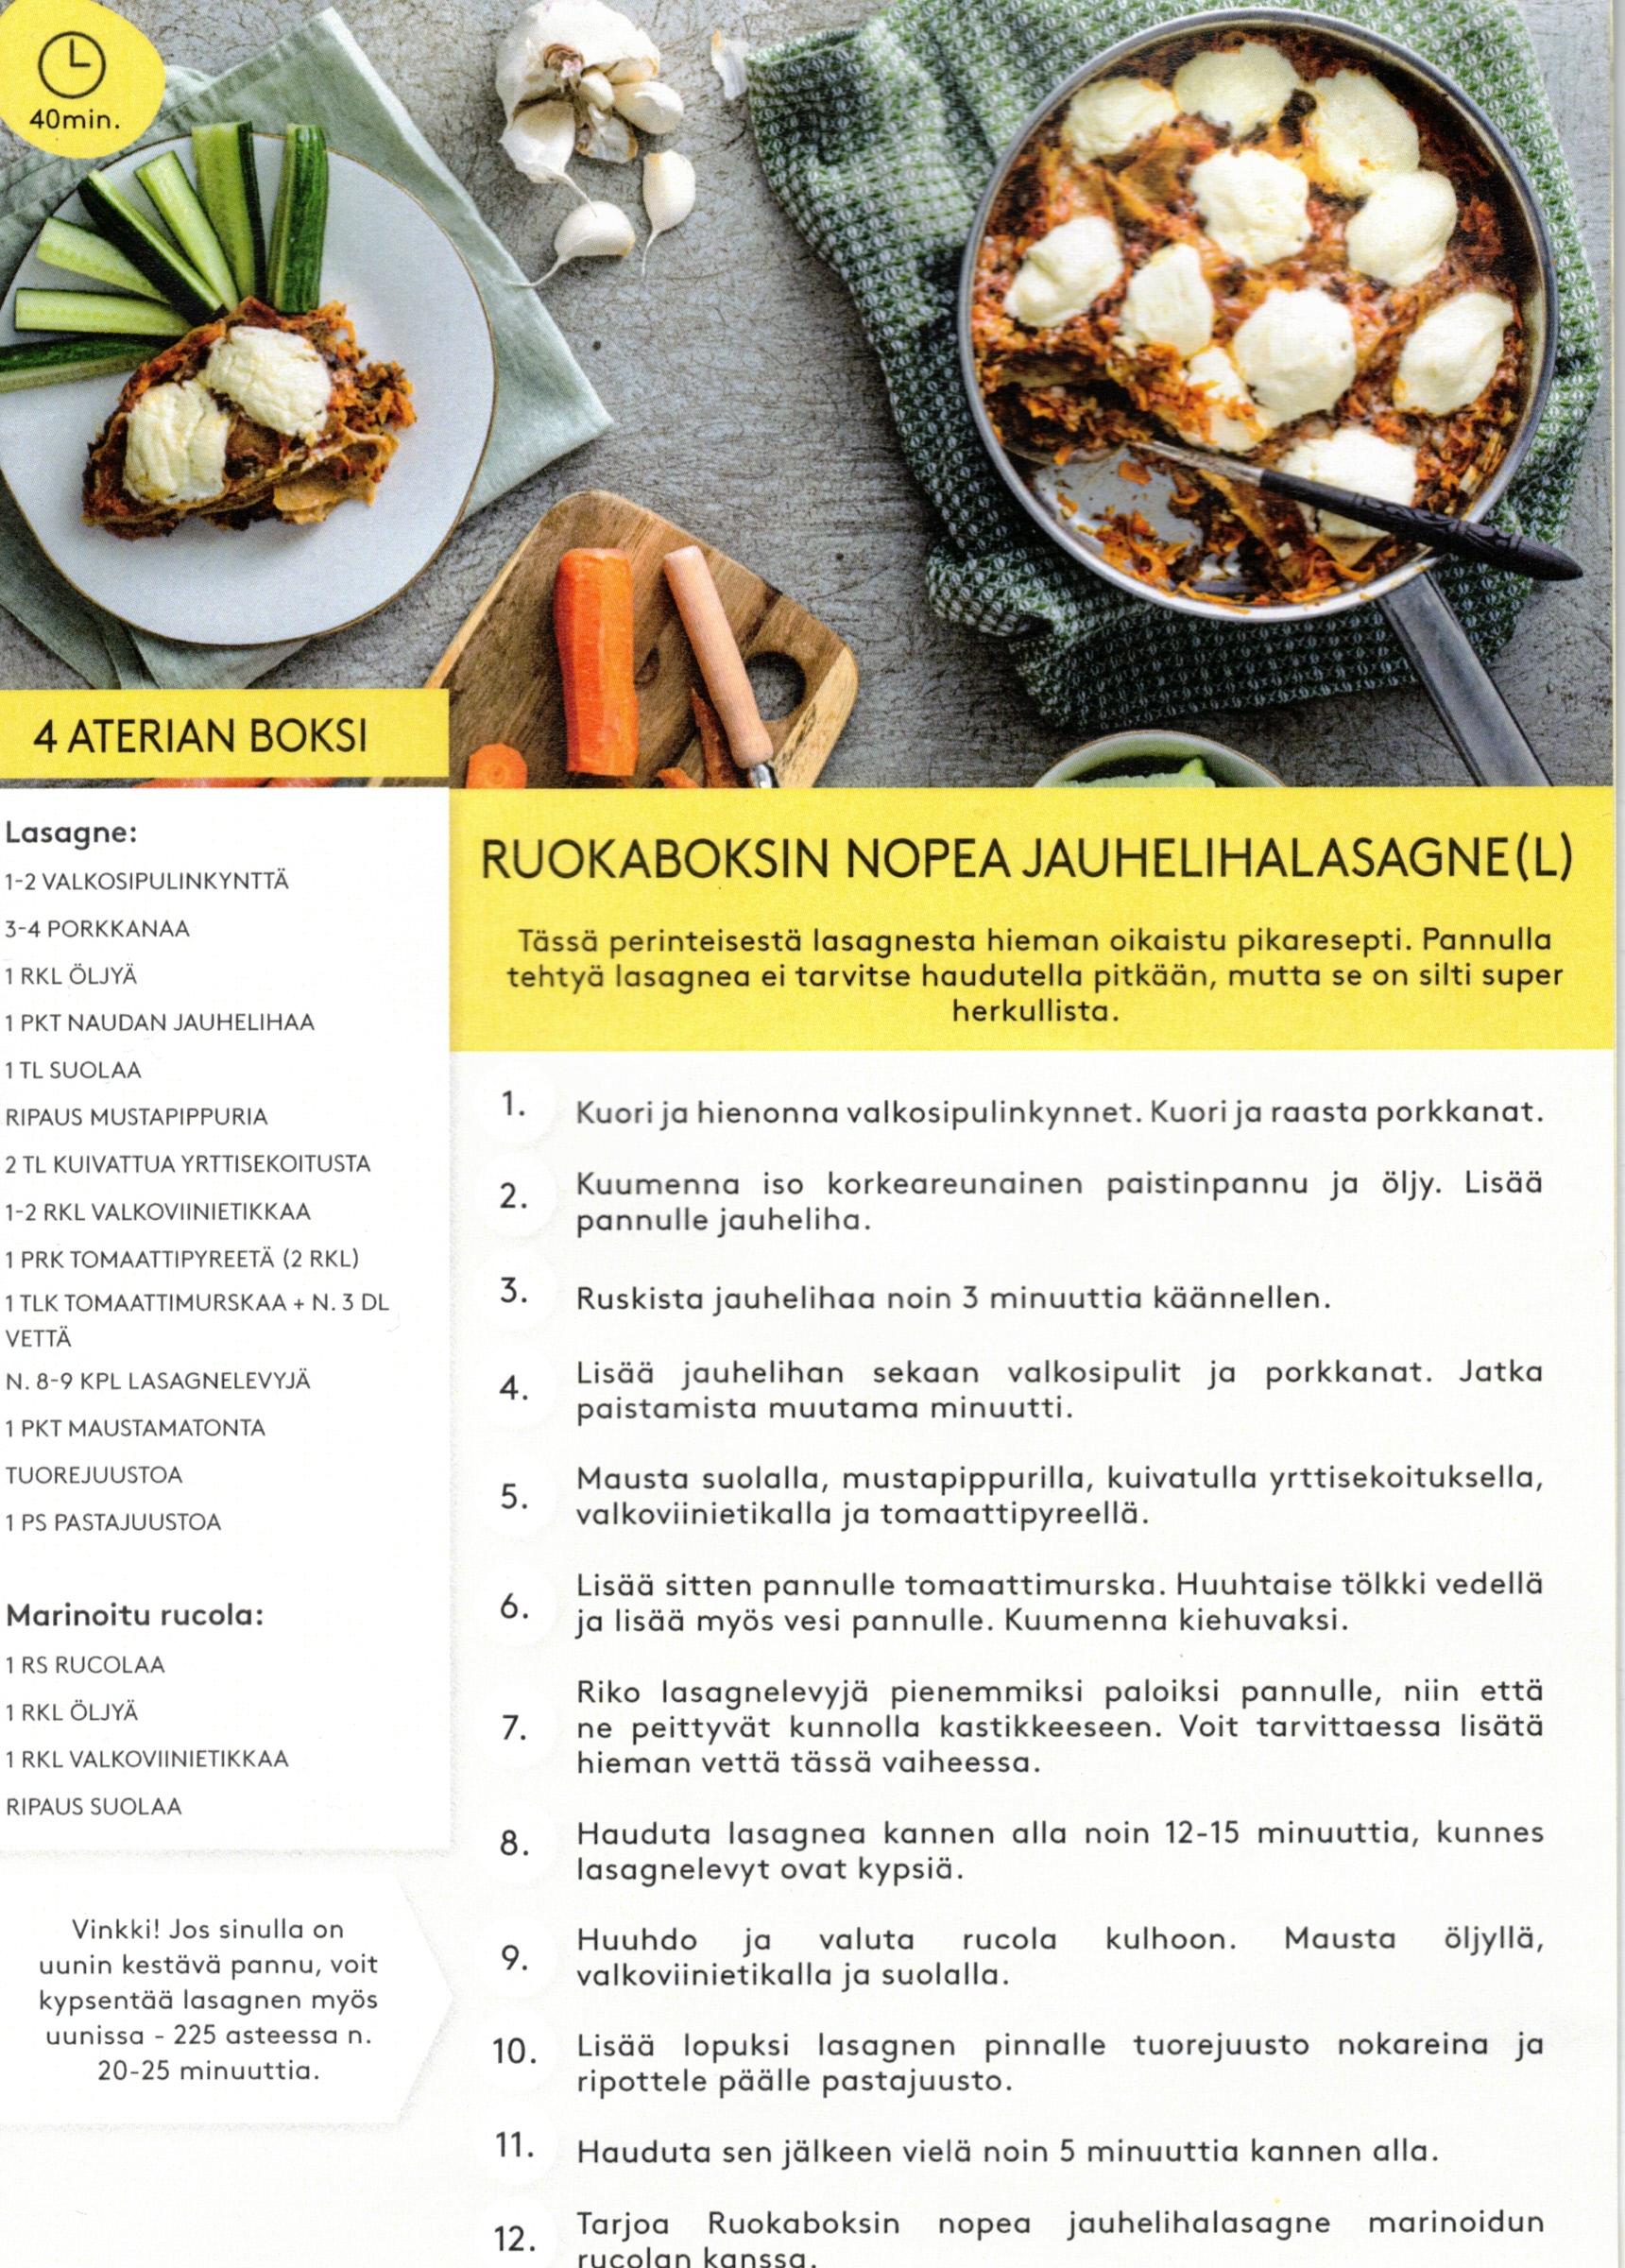 40min.
4 ATERIAN BOKSI
Lasagne:
1-2 VALKOSIPULINKYNTTÄ
3-4 PORKKANAA
1 RKL ÖLJYÄ
1 PKT NAUDAN JAUHELIHAA
1 TL SUOLAA
RIPAUS MUSTAPIPPURIA
2 TL KUIVATTUA YRTTISEKOITUSTA
1-2 RKL VALKOVIINIETIKKAA
1 PRK TOMAATTIPYREETÄ (2 RKL)
1 TLK TOMAATTIMURSKAA + N. 3 DL
VETTÄ
N. 8-9 KPL LASAGNELEVYJÄ
1 PKT MAUSTAMATONTA
TUOREJUUSTOA
1 PS PASTAJUUSTOA
Marinoitu rucola:
1 RS RUCOLAA
1 RKL ÖLJYÄ
1 RKL VALKOVIINIETIKKAA
RIPAUS SUOLAA
Vinkki! Jos sinulla on
uunin kestävä pannu, voit
kypsentää lasagnen myös
uunissa - 225 asteessa n.
20-25 minuuttia.
RUOKABOKSIN NOPEA JAUHELIHALASAGNE(L)
Tässä perinteisestä lasagnesta hieman oikaistu pikaresepti. Pannulla
tehtyä lasagnea ei tarvitse haudutella pitkään, mutta se on silti super
herkullista.
1. Kuori ja hienonna valkosipulinkynnet. Kuori ja raasta porkkanat.
2. Kuumenna iso korkeareunainen paistinpannu ja öljy. Lisää
pannulle jauheliha.
3. Ruskista jauhelihaa noin 3 minuuttia käännellen.
4. Lisää jauhelihan sekaan valkosipulit ja porkkanat. Jatka
paistamista muutama minuutti.
5. Mausta suolalla, mustapippurilla, kuivatulla yrttisekoituksella,
valkoviinietikalla ja tomaattipyreellä.
6. Lisää sitten pannulle tomaattimurska. Huuhtaise tölkki vedellä
ja lisää myös vesi pannulle. Kuumenna kiehuvaksi.
7. Riko lasagnelevyjä pienemmiksi paloiksi pannulle, niin että
ne peittyvät kunnolla kastikkeeseen. Voit tarvittaessa lisätä
hieman vettä tässä vaiheessa.
8. Hauduta lasagnea kannen alla noin 12-15 minuuttia, kunnes
lasagnelevyt ovat kypsiä.
9. Huuhdo ja valuta rucola kulhoon. Mausta öljyllä,
valkoviinietikalla ja suolalla.
10. Lisää lopuksi lasagnen pinnalle tuorejuusto nokareina ja
ripottele päälle pastajuusto.
11. Hauduta sen jälkeen vielä noin 5 minuuttia kannen alla.
12. Tarjoa Ruokaboksin nopea jauhelihalasagne marinoidun
rucolan kanssa.